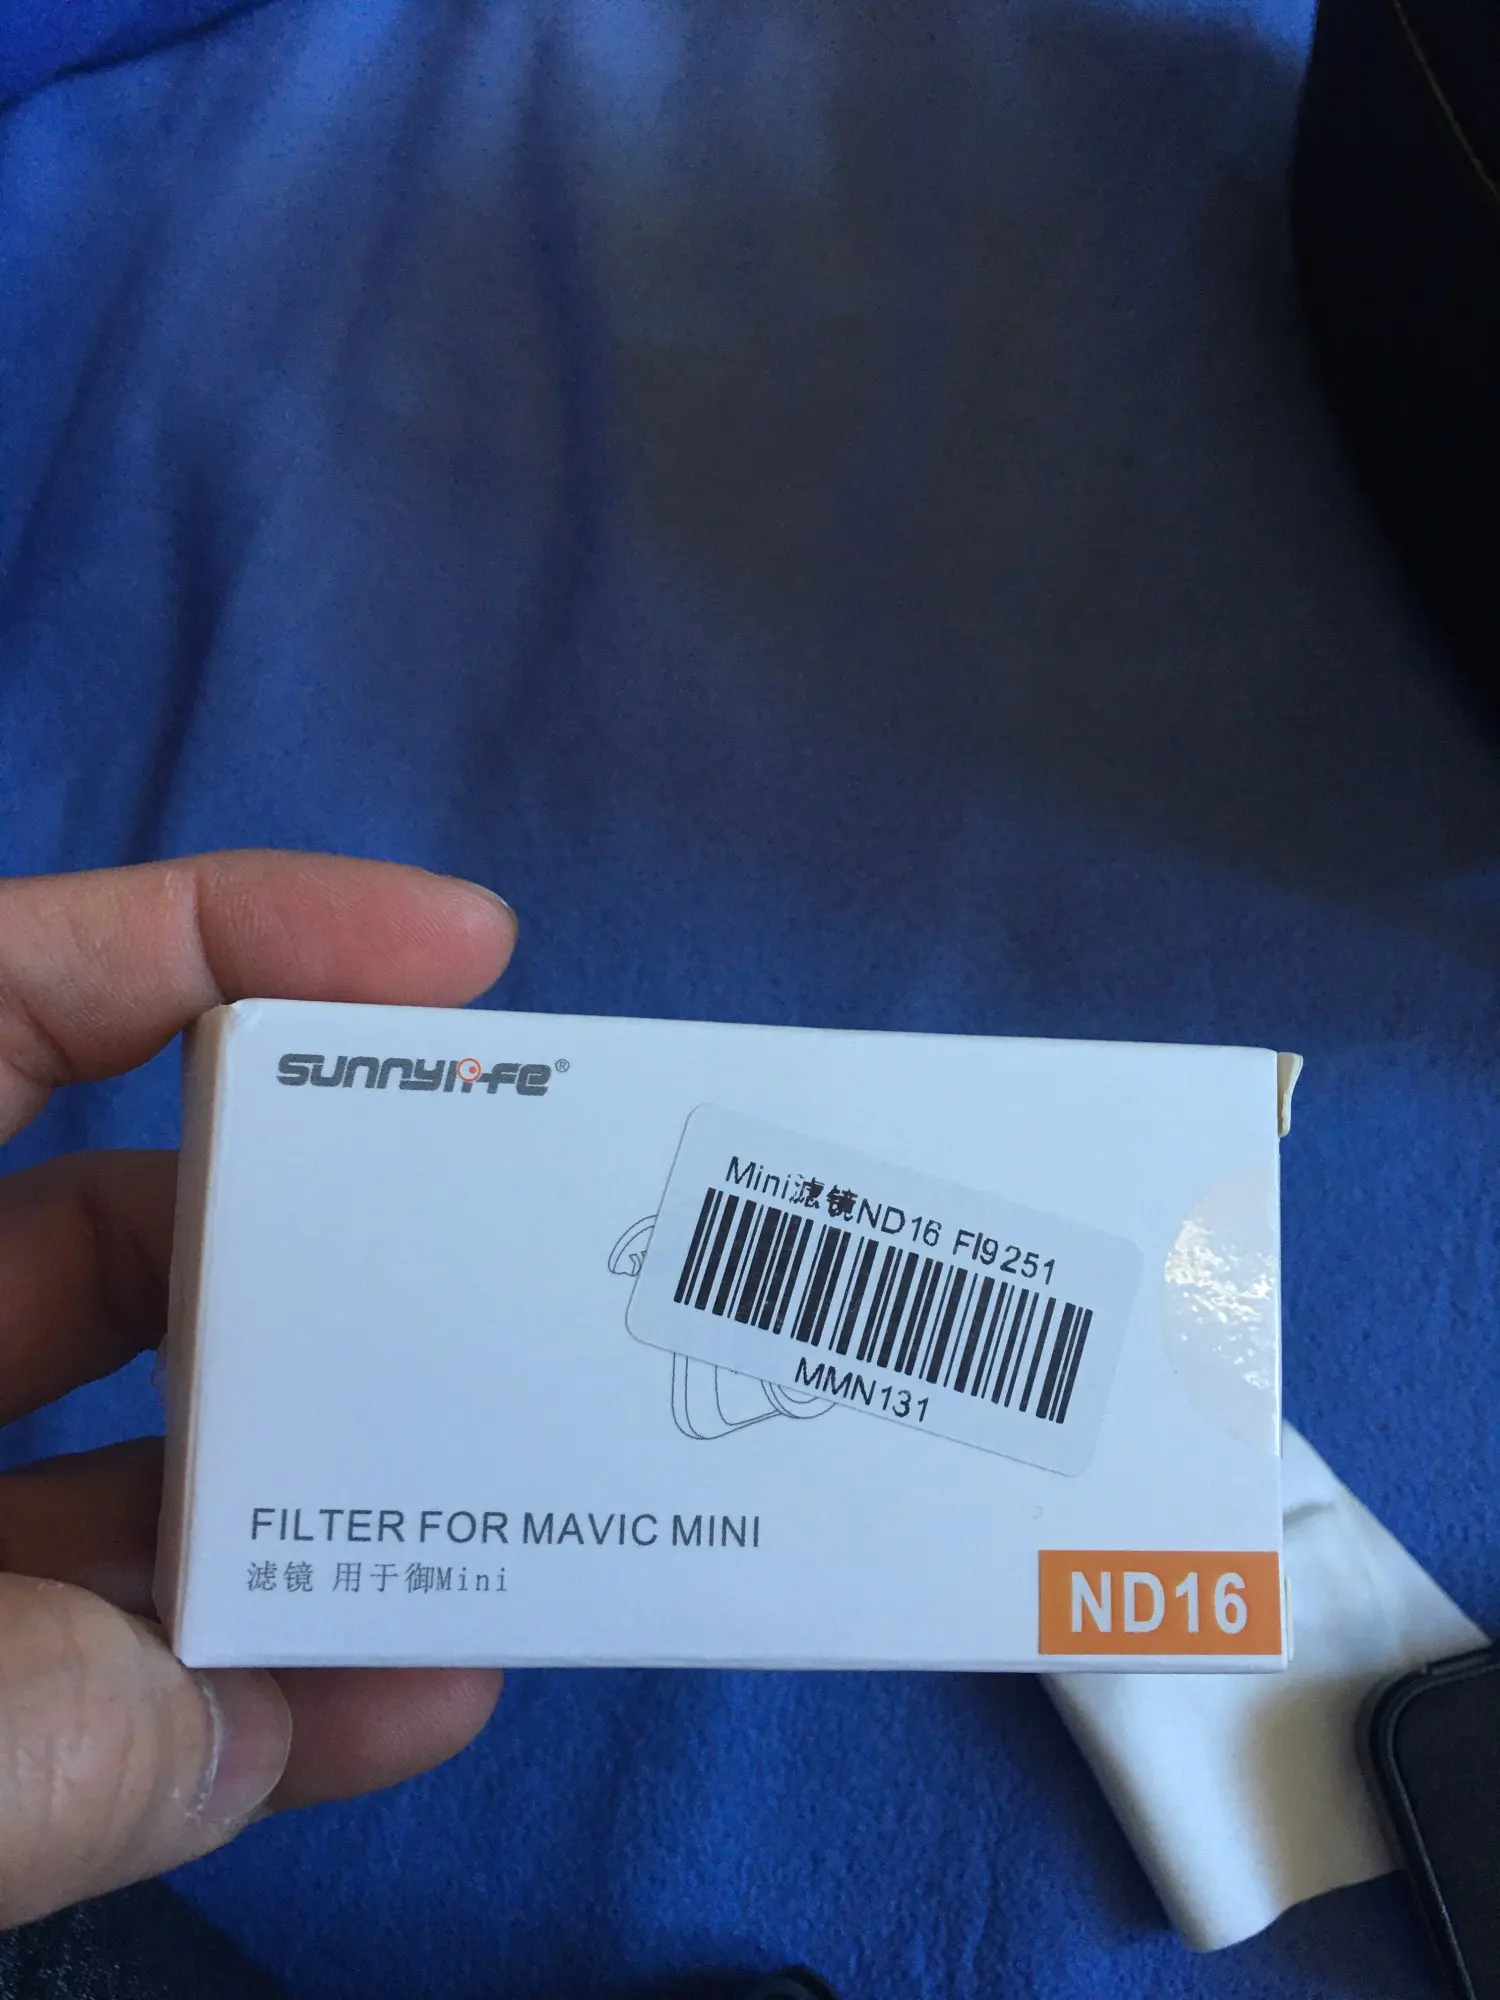 sunnylife®
Mini滤镜ND16 FI9251
MMN131
FILTER FOR MAVIC MINI
滤镜 用于御Mini
ND16